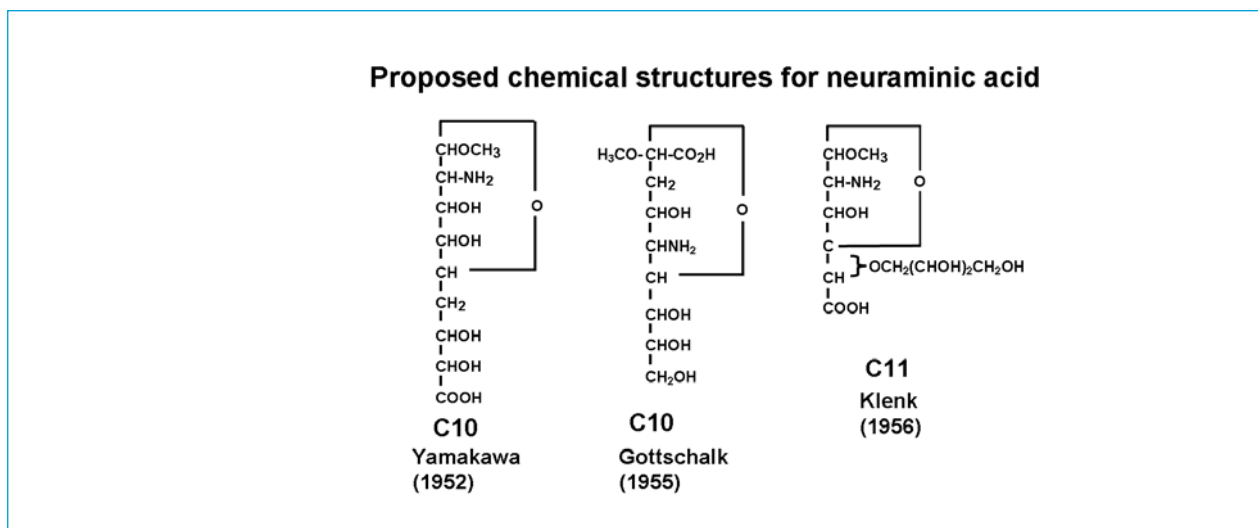 Proposed chemical structures for neuraminic acid
CHOCH₃
CH-NH₂
CHOH
CHOH
CH
CH₂
CHOH
CHOH
COOH
O
C10
Yamakawa
(1952)
H₃CO-CH-CO₂H
CH₂
CHOH
CHNH₂
CH
CHOH
CHOH
CH₂OH
O
C10
Gottschalk
(1955)
CHOCH₃
CH-NH₂
CHOH
C
CH
COOH
O
}OCH₂(CHOH)₂CH₂OH
C11
Klenk
(1956)